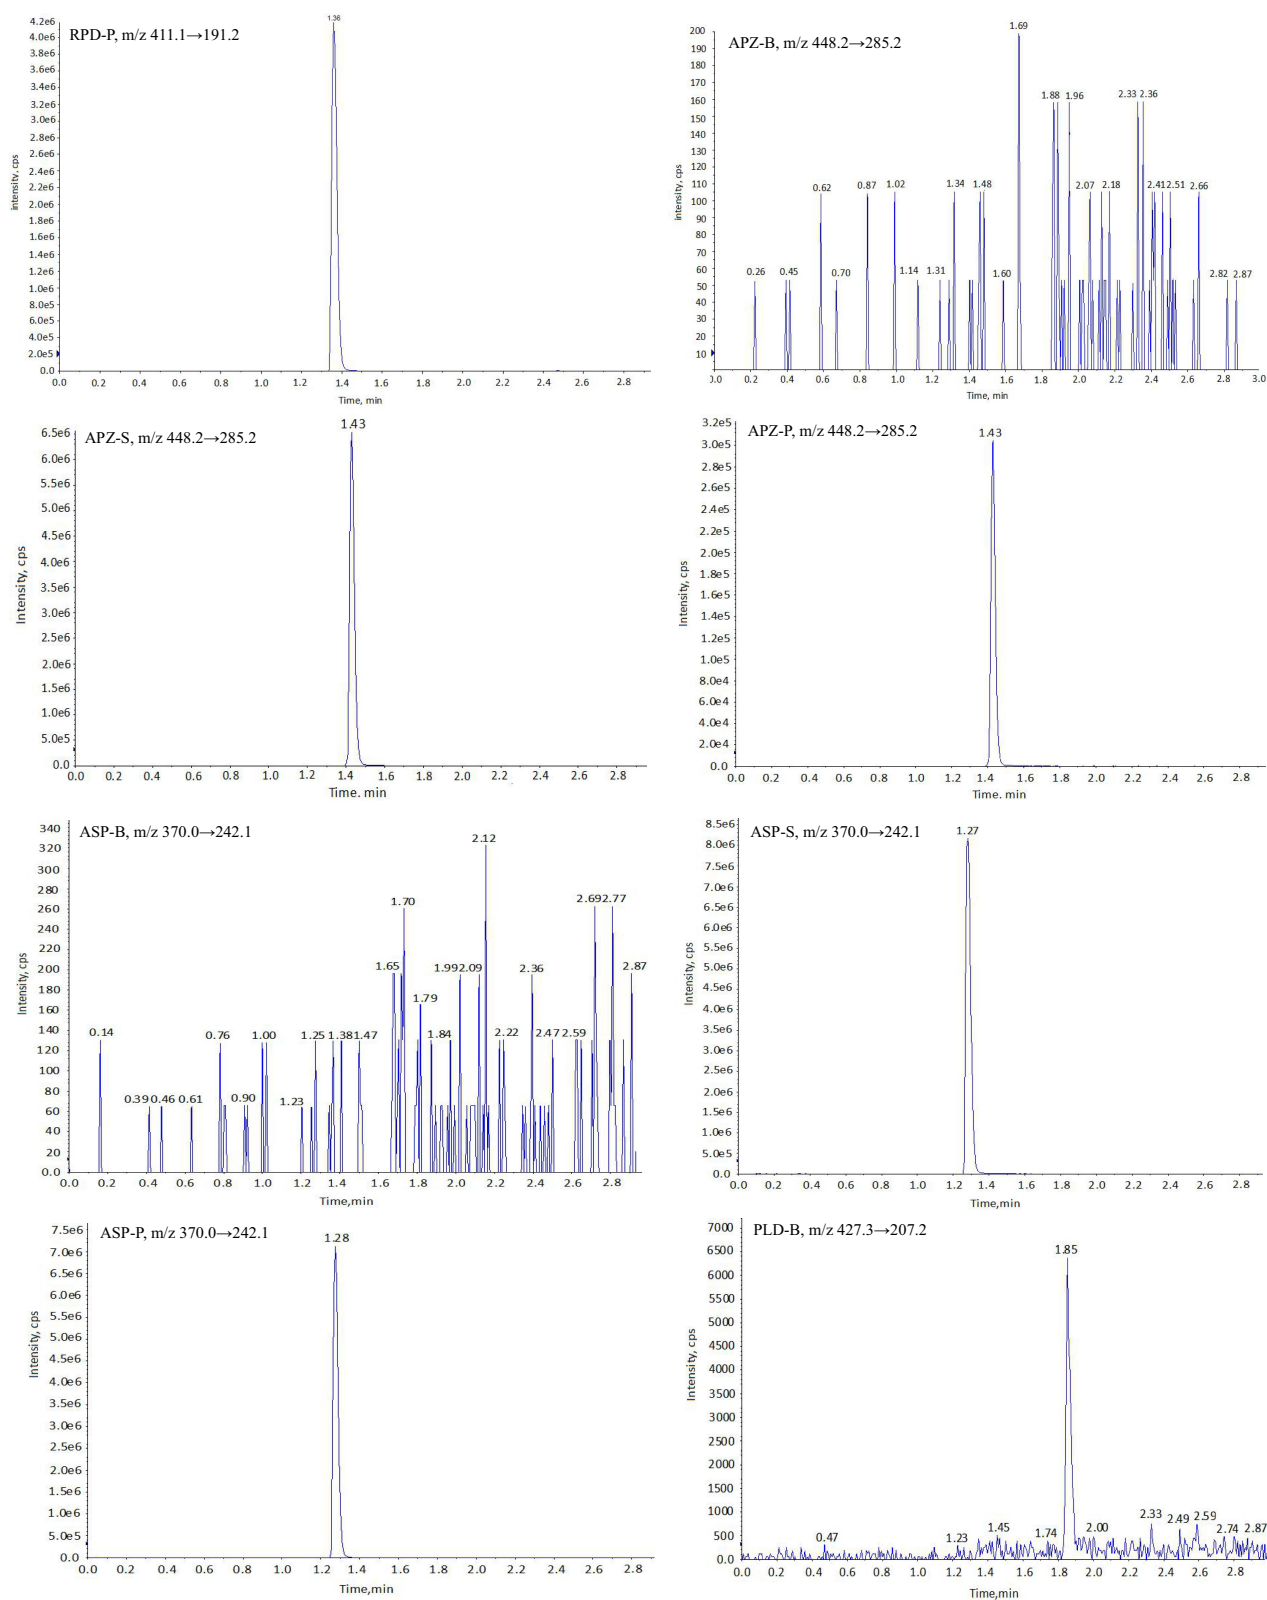 RPD-P, m/z 411.1→191.2
1.36
4.2e6
4.0e6
3.8e6
3.6e6
3.4e6
3.2e6
3.0e6
2.8e6
2.6e6
2.4e6
2.2e6
2.0e6
1.8e6
1.6e6
1.4e6
1.2e6
1.0e6
8.0e5
6.0e5
4.0e5
2.0e5
0.0
intensity, cps
0.0 0.2 0.4 0.6 0.8 1.0 1.2 1.4 1.6 1.8 2.0 2.2 2.4 2.6 2.8
Time, min
APZ-B, m/z 448.2→285.2
200
190
180
170
160
150
140
130
120
110
100
90
80
70
60
50
40
30
20
10
intensity, cps
1.69
1.88 1.96 2.33 2.36
0.62 0.87 1.02 1.34 1.48 2.07 2.18 2.41 2.51 2.66
0.26 0.45 0.70 1.14 1.31 1.60 2.82 2.87
0.2 0.4 0.6 0.8 1.0 1.2 1.4 1.6 1.8 2.0 2.2 2.4 2.6 2.8 3.0
Time, min
APZ-S, m/z 448.2→285.2
1.43
6.5e6
6.0e6
5.5e6
5.0e6
4.5e6
4.0e6
3.5e6
3.0e6
2.5e6
2.0e6
1.5e6
1.0e6
5.0e5
0.0
Intensity, cps
0.0 0.2 0.4 0.6 0.8 1.0 1.2 1.4 1.6 1.8 2.0 2.2 2.4 2.6 2.8
Time. min
APZ-P, m/z 448.2→285.2
1.43
3.2e5
3.0e5
2.8e5
2.6e5
2.4e5
2.2e5
2.0e5
1.8e5
1.6e5
1.4e5
1.2e5
1.0e5
8.0e4
6.0e4
4.0e4
2.0e4
0.0
Intensity, cps
0.0 0.2 0.4 0.6 0.8 1.0 1.2 1.4 1.6 1.8 2.0 2.2 2.4 2.6 2.8
Time. min
ASP-B, m/z 370.0→242.1
340
320
300
280
260
240
220
200
180
160
140
120
100
80
60
40
20
0.0
Intensity, cps
2.12
1.70 2.69 2.77
1.65 1.99 2.09 2.36 2.87
1.79
0.14 0.76 1.00 1.25 1.38 1.47 1.84 2.22 2.47 2.59
0.39 0.46 0.61 0.90 1.23
0.0 0.2 0.4 0.6 0.8 1.0 1.2 1.4 1.6 1.8 2.0 2.2 2.4 2.6 2.8
Time,min
ASP-S, m/z 370.0→242.1
1.27
8.5e6
8.0e6
7.5e6
7.0e6
6.5e6
6.0e6
5.5e6
5.0e6
4.5e6
4.0e6
3.5e6
3.0e6
2.5e6
2.0e6
1.5e6
1.0e6
5.0e5
0.0
Intensity, cps
0.0 0.2 0.4 0.6 0.8 1.0 1.2 1.4 1.6 1.8 2.0 2.2 2.4 2.6 2.8
Time,min
ASP-P, m/z 370.0→242.1
1.28
7.5e6
7.0e6
6.5e6
6.0e6
5.5e6
5.0e6
4.5e6
4.0e6
3.5e6
3.0e6
2.5e6
2.0e6
1.5e6
1.0e6
5.0e5
0.0
Intensity, cps
0.0 0.2 0.4 0.6 0.8 1.0 1.2 1.4 1.6 1.8 2.0 2.2 2.4 2.6 2.8
Time,min
PLD-B, m/z 427.3→207.2
1.85
7000
6500
6000
5500
5000
4500
4000
3500
3000
2500
2000
1500
1000
500
0.0
Intensity, cps
0.47 1.23 1.45 1.74 2.00 2.33 2.49 2.59 2.74 2.87
0.0 0.2 0.4 0.6 0.8 1.0 1.2 1.4 1.6 1.8 2.0 2.2 2.4 2.6 2.8
Time,min